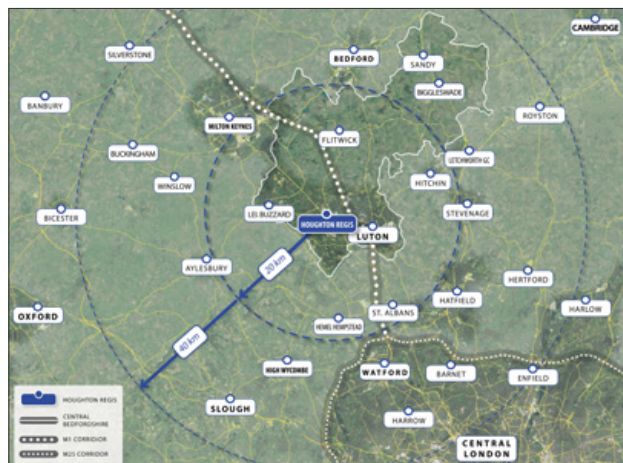 CAMBRIDGE
SILVERSTONE
BEDFORD
SANDY
BIGGLESWADE
BANBURY
ROYSTON
MILTON KEYNES
FLITWICK
BUCKINGHAM
LETCHWORTH GC
WINSLOW
HITCHIN
LEI. BUZZARD
STEVENAGE
BICESTER
HOUGHTON REGIS
LUTON
20 km
AYLESBURY
HERTFORD
HATFIELD
HARLOW
ST. ALBANS
OXFORD
HEMEL HEMPSTEAD
40 km
HIGH WYCOMBE
WATFORD
BARNET
ENFIELD
SLOUGH
HARROW
CENTRAL
LONDON
HOUGHTON REGIS
CENTRAL
BEDFORDSHIRE
M1 CORRIDIOR
M25 CORRIDOR